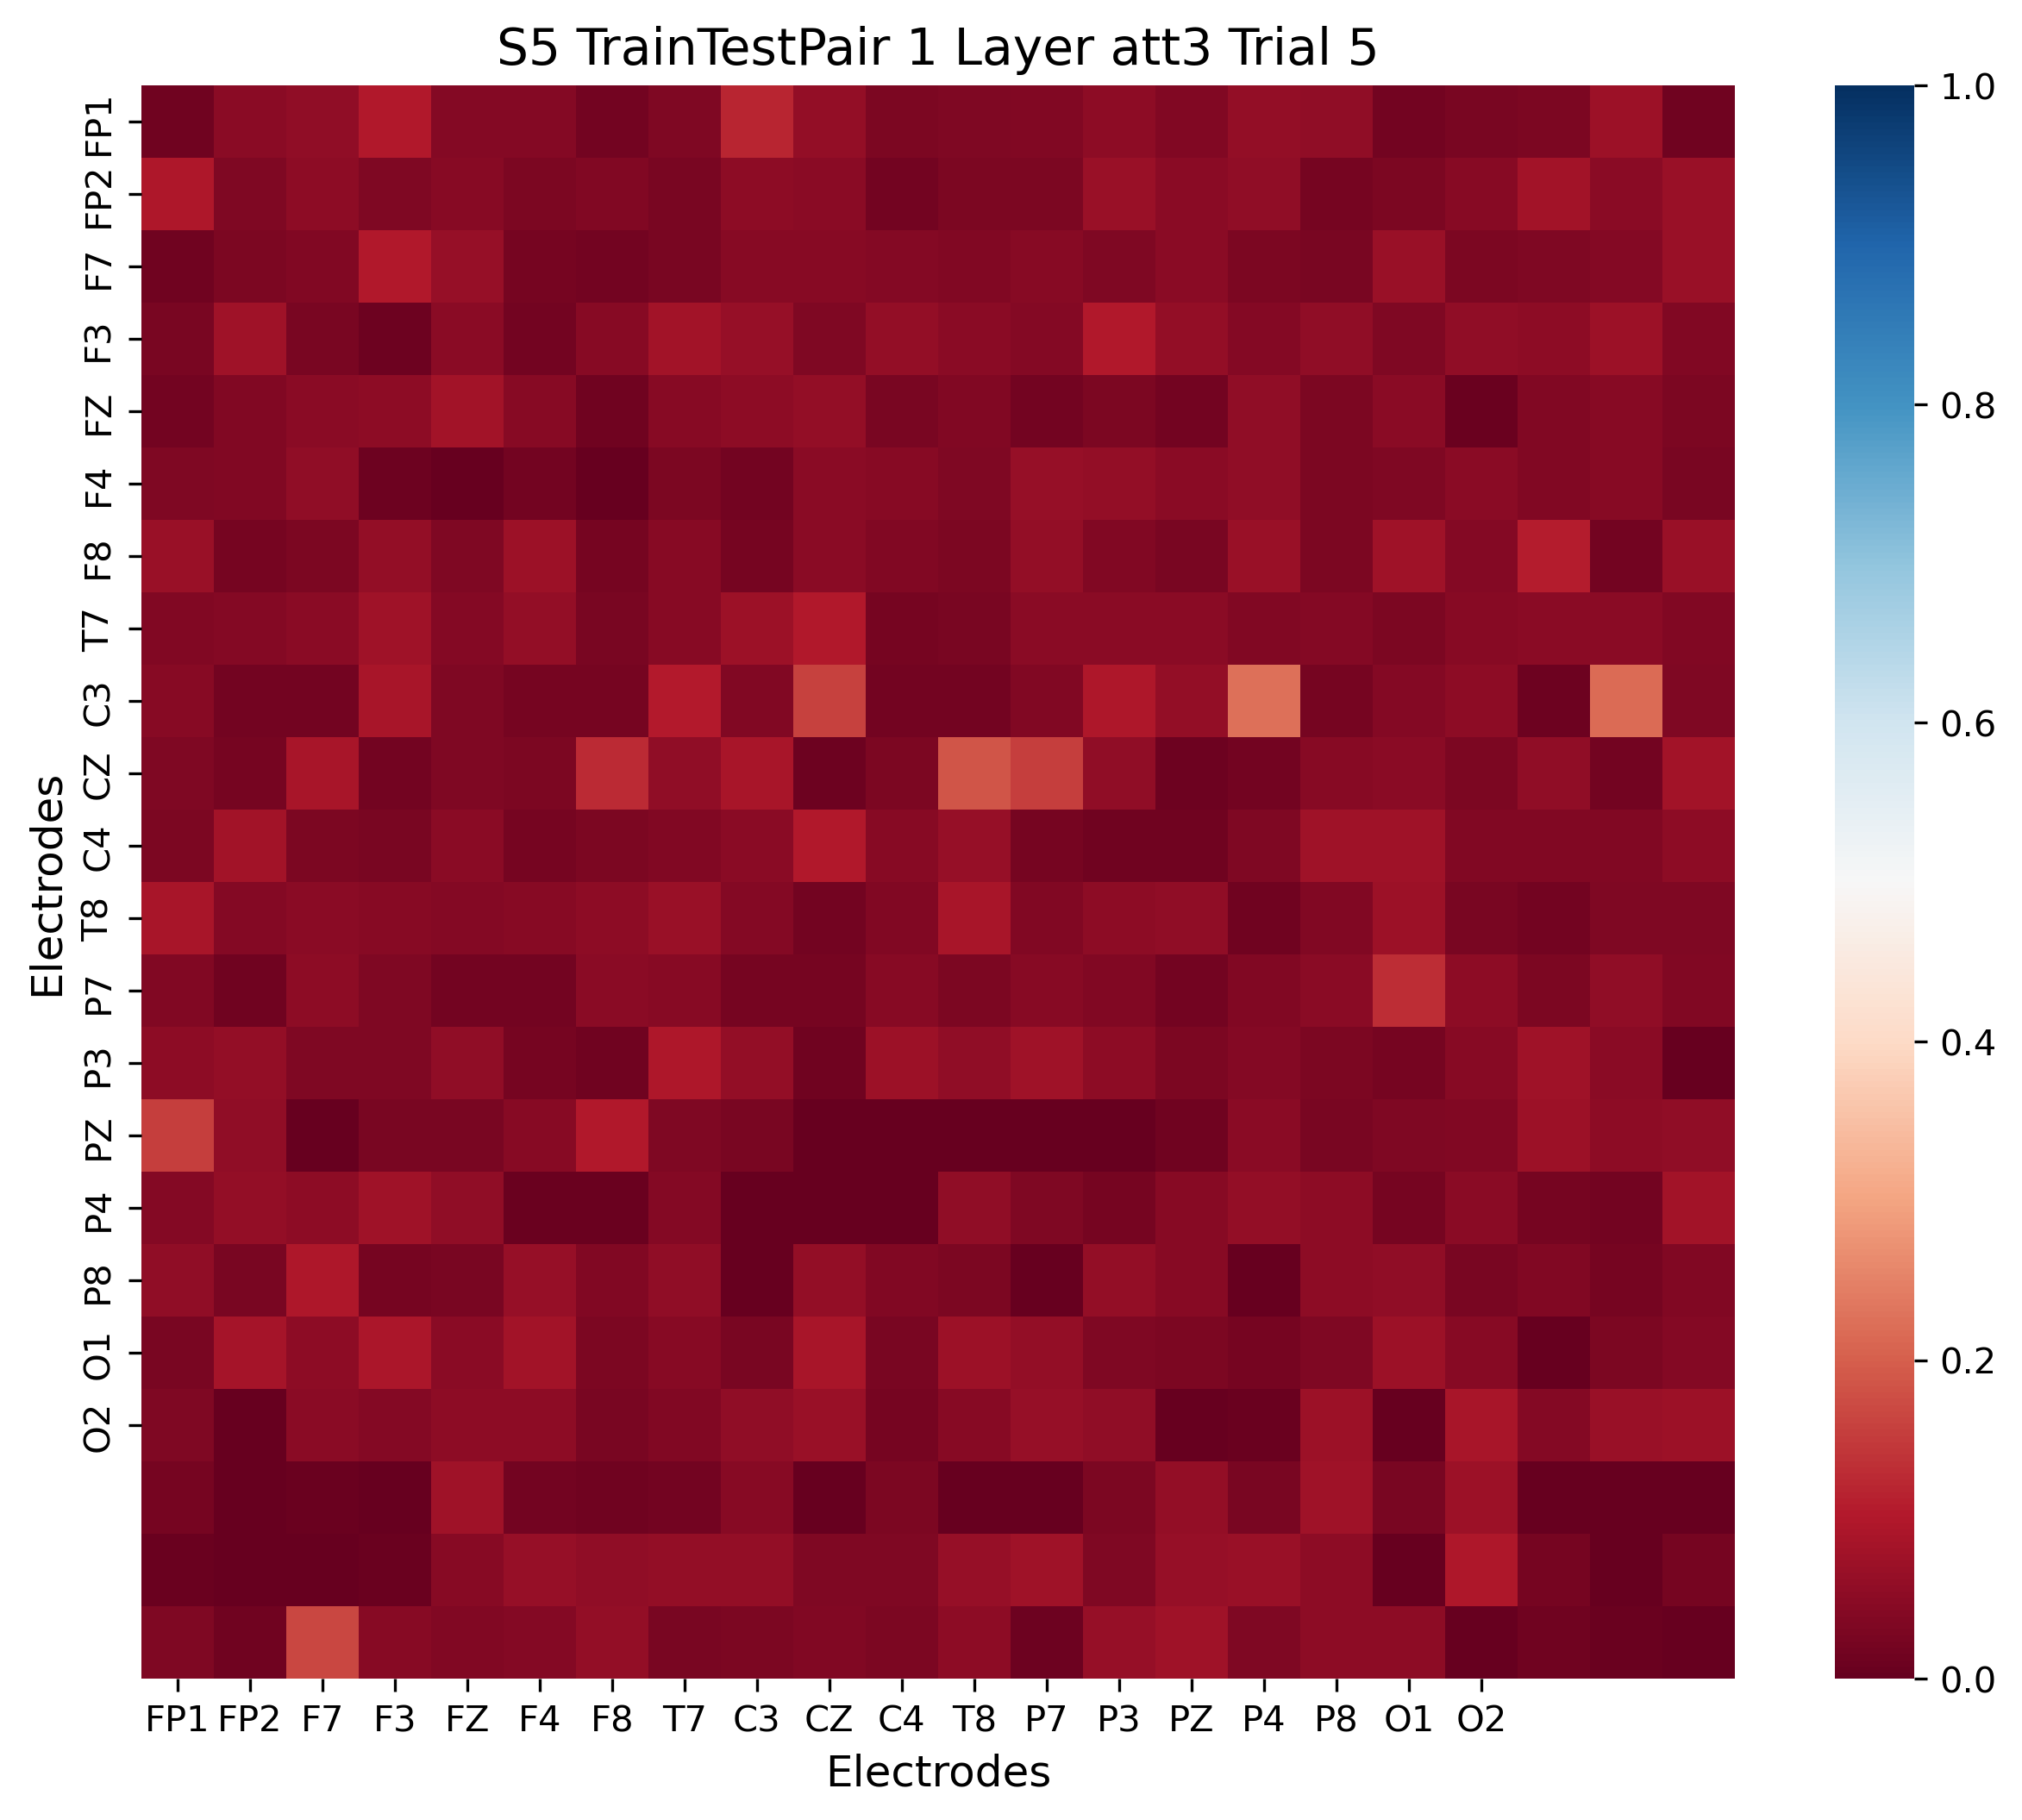 S5 TrainTestPair 1 Layer att3 Trial 5
Electrodes
FP1
FP2
F7
F3
FZ
F4
F8
T7
C3
CZ
C4
T8
P7
P3
PZ
P4
P8
O1
O2
FP1 FP2 F7 F3 FZ F4 F8 T7 C3 CZ C4 T8 P7 P3 PZ P4 P8 O1 O2
Electrodes
1.0
0.8
0.6
0.4
0.2
0.0